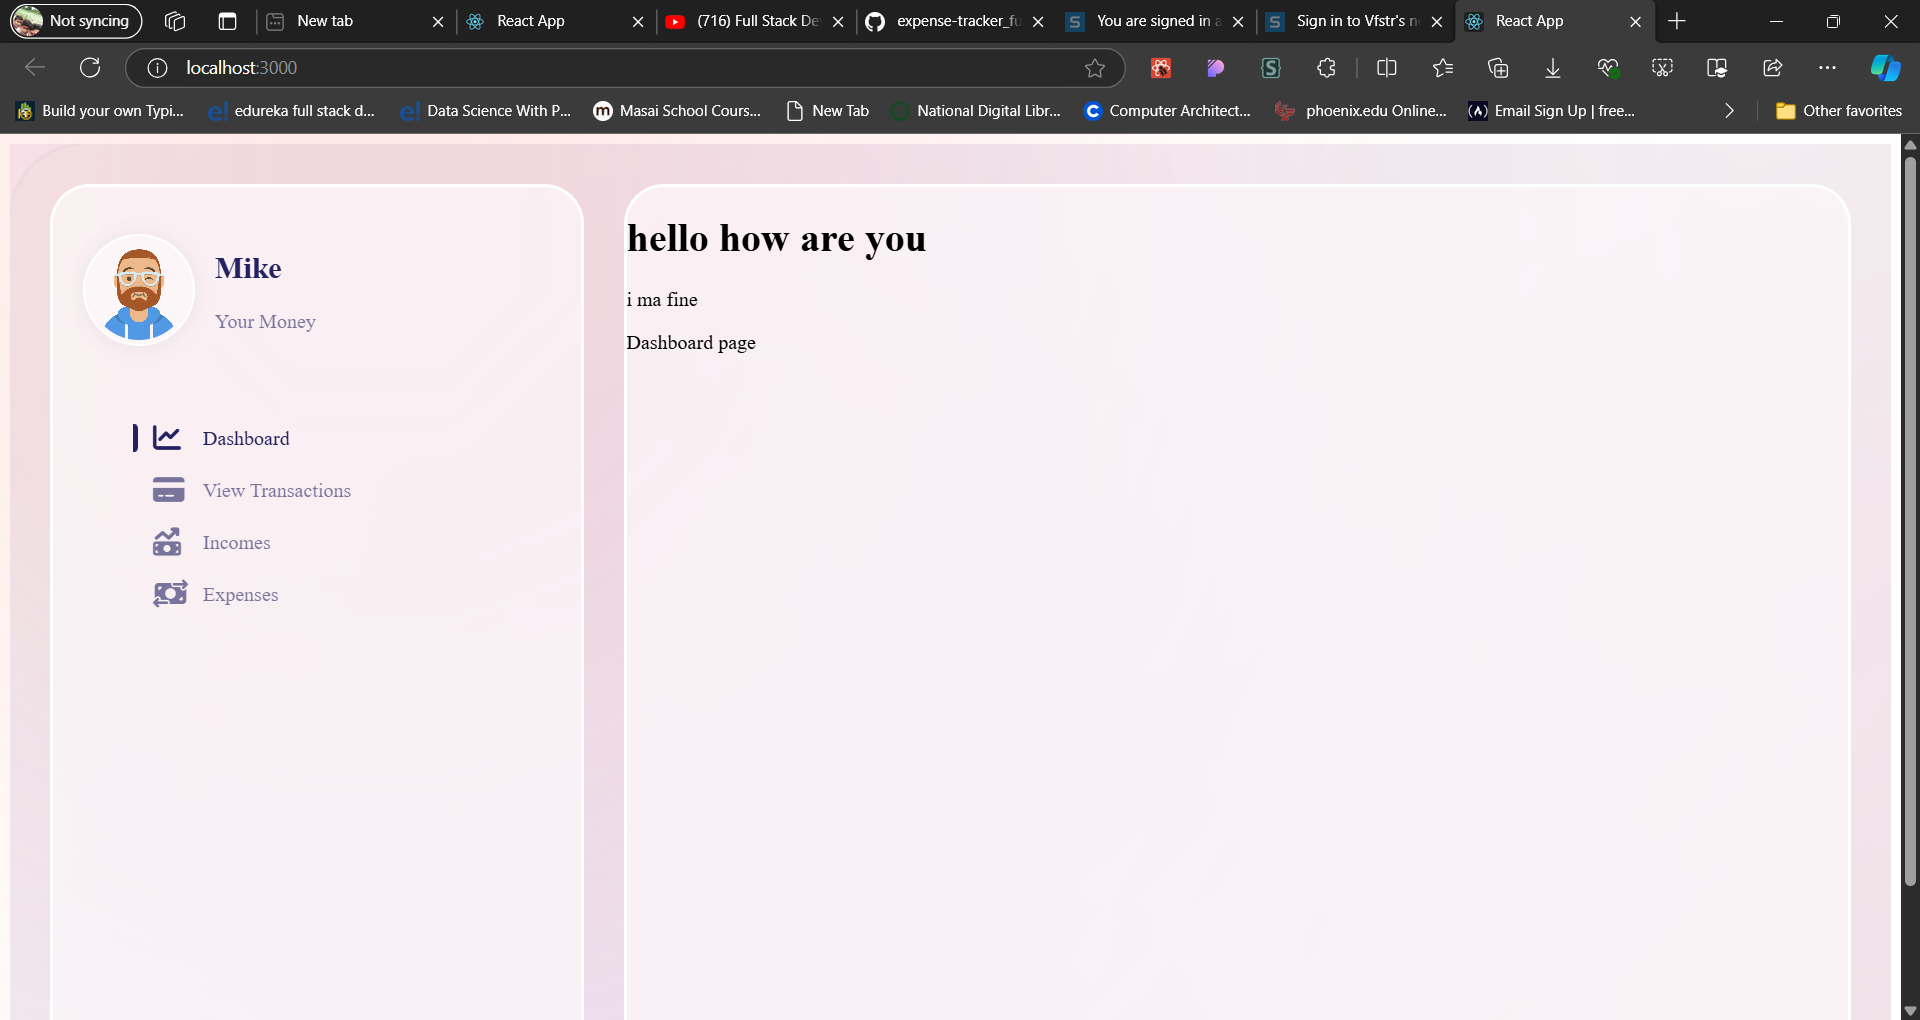 Not syncing
New tab
React App
(716) Full Stack De
expense-tracker_fu
You are signed in a
Sign in to Vfstr's n
React App
localhost:3000
Build your own Typi...
edureka full stack d...
Data Science With P...
Masai School Cours...
New Tab
National Digital Libr...
Computer Architect...
phoenix.edu Online...
Email Sign Up | free...
Other favorites
Mike
Your Money
Dashboard
View Transactions
Incomes
Expenses
hello how are you
i ma fine
Dashboard page